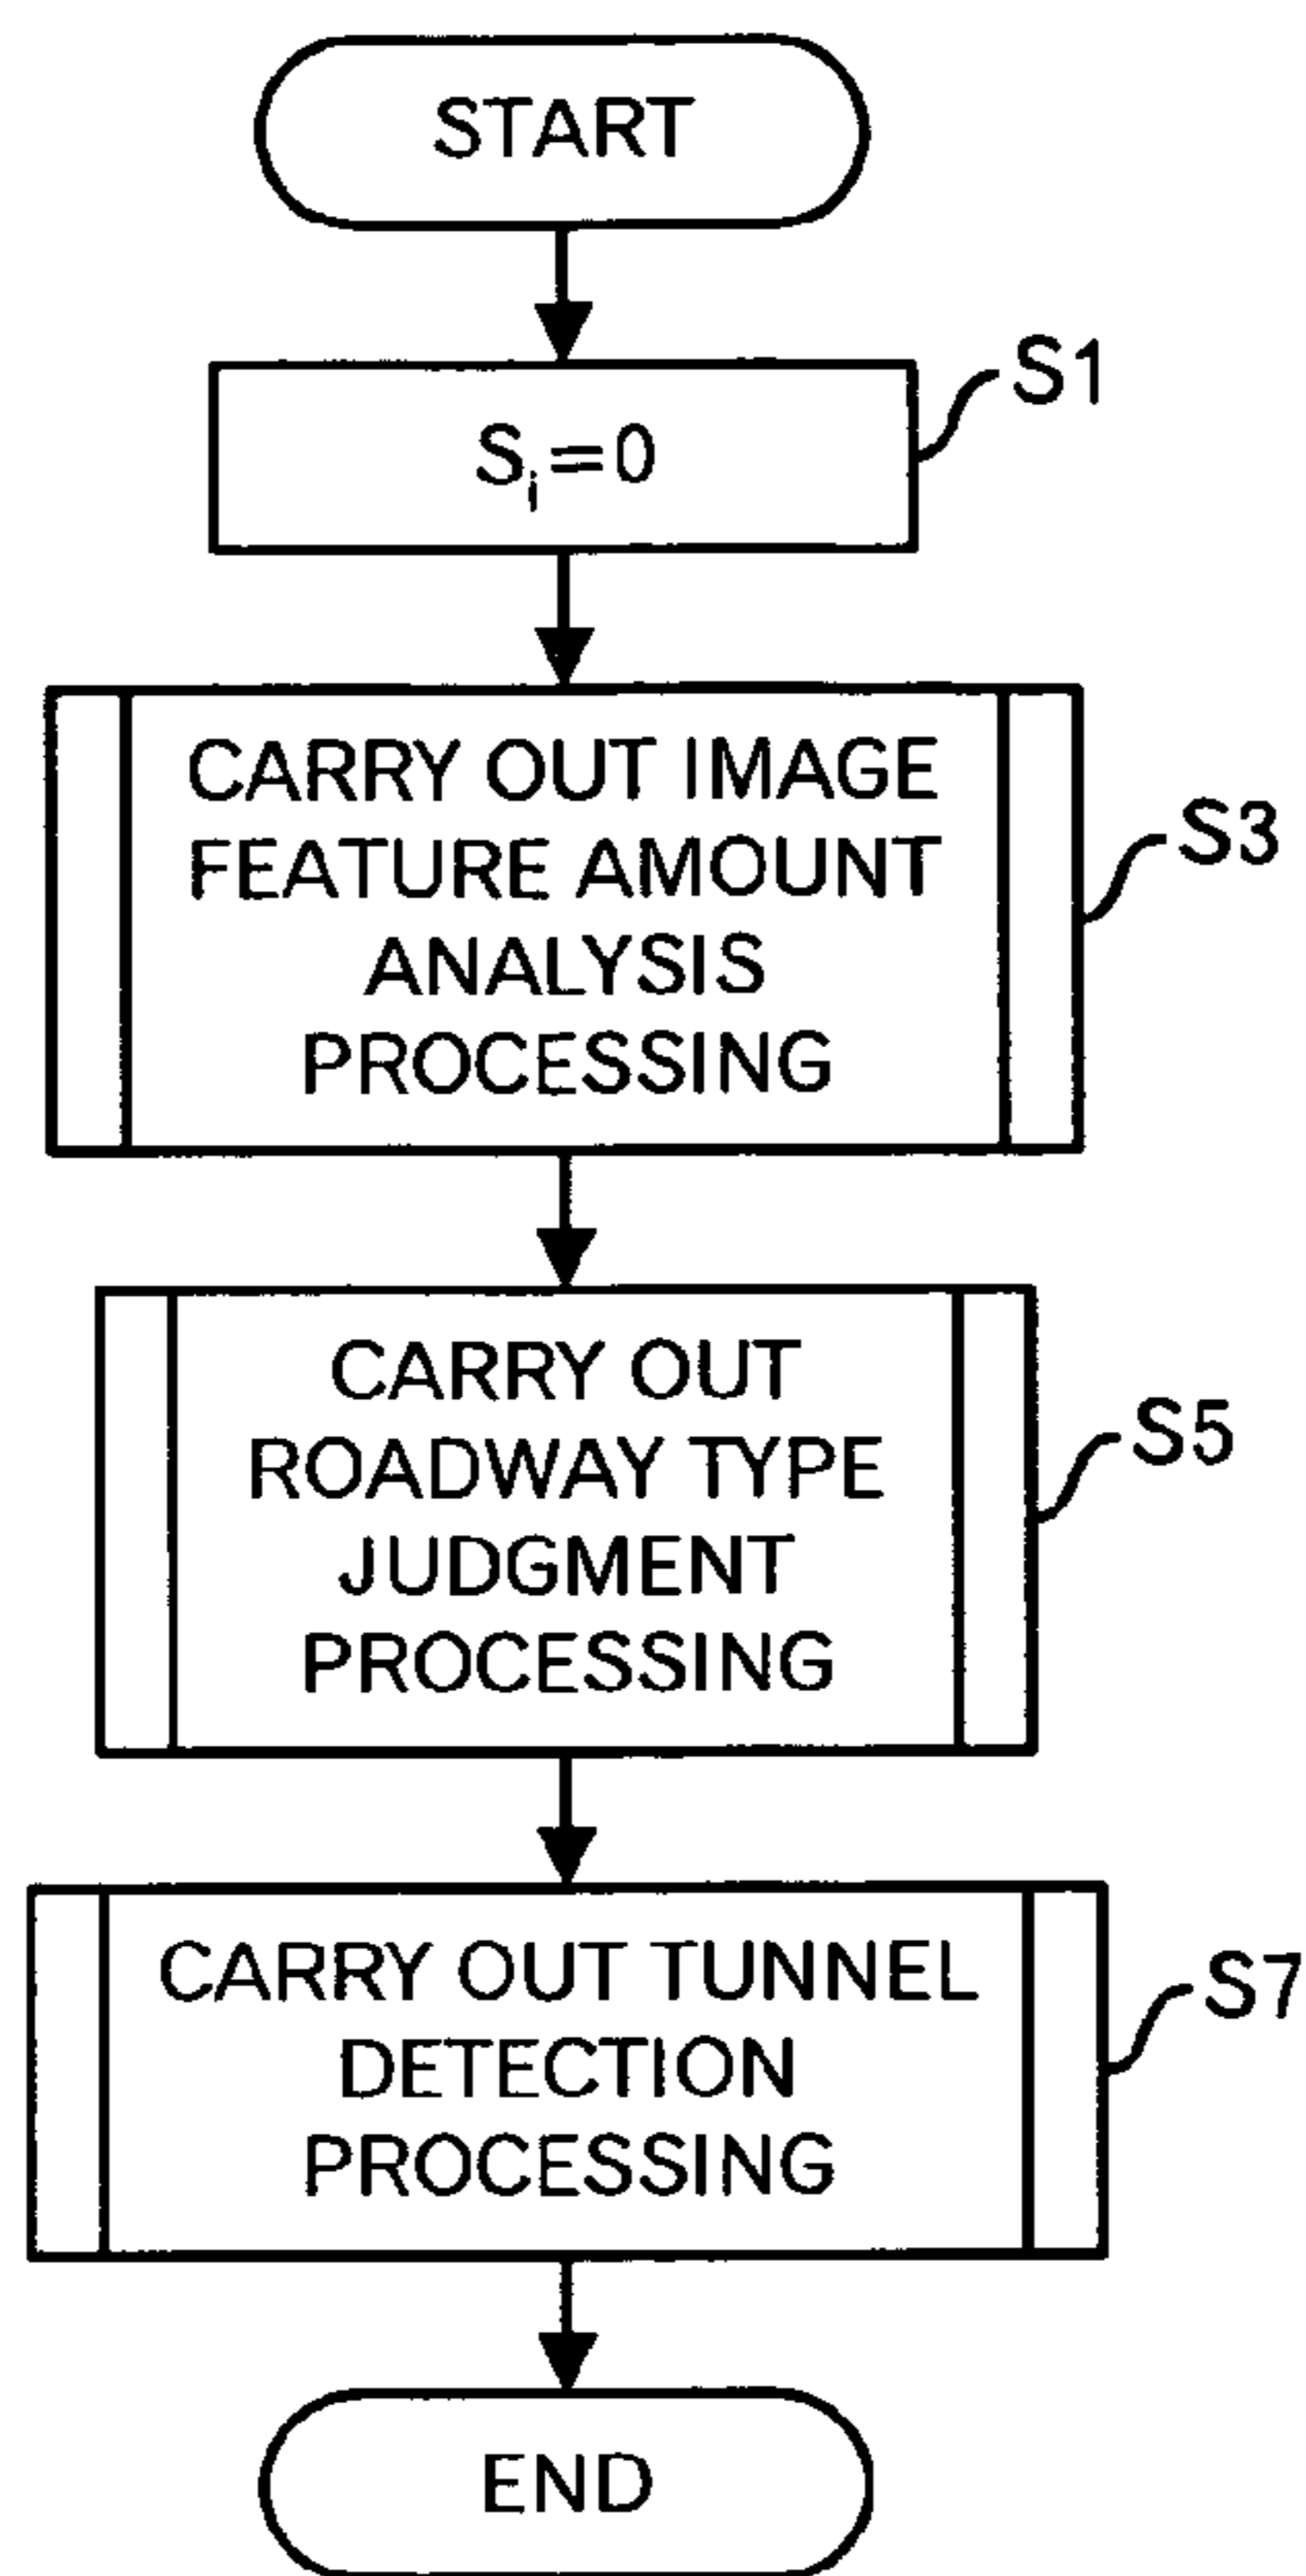 START
S1
Si=0
CARRY OUT IMAGE
FEATURE AMOUNT
ANALYSIS
PROCESSING
S3
CARRY OUT
ROADWAY TYPE
JUDGMENT
PROCESSING
S5
CARRY OUT TUNNEL
DETECTION
PROCESSING
S7
END